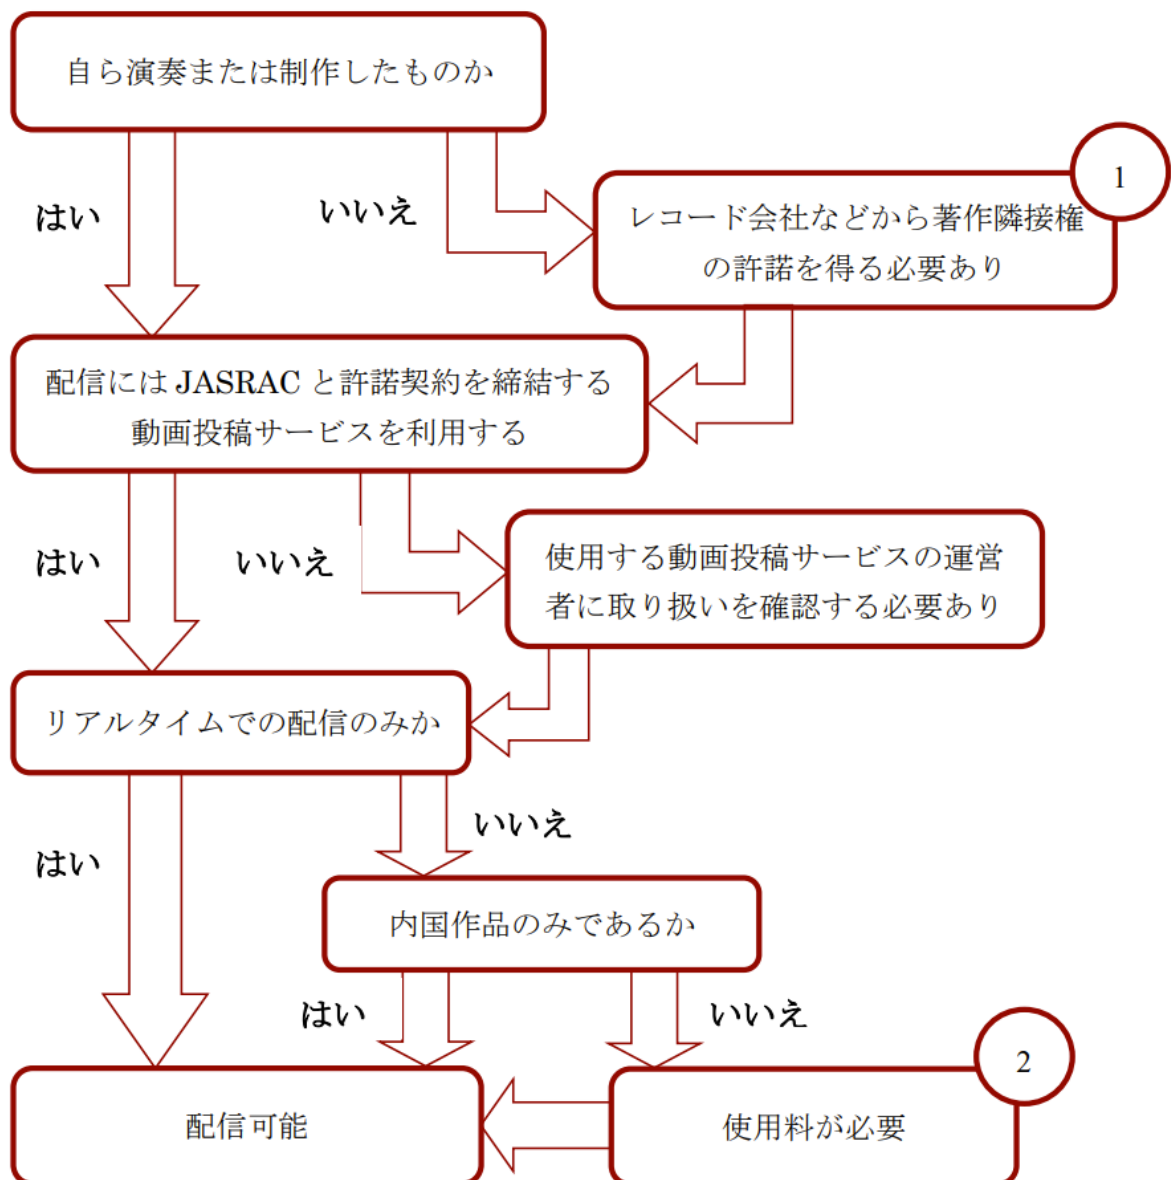 自ら演奏または制作したものか
はい
いいえ
1
レコード会社などから著作隣接権
の許諾を得る必要あり
配信には JASRAC と許諾契約を締結する
動画投稿サービスを利用する
はい
いいえ
使用する動画投稿サービスの運営
者に取り扱いを確認する必要あり
リアルタイムでの配信のみか
はい
いいえ
内国作品のみであるか
はい
いいえ
配信可能
2
使用料が必要